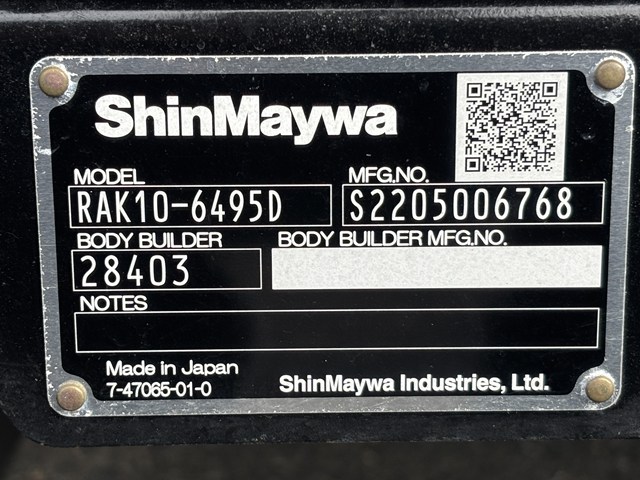 ShinMaywa
MODEL MFG.NO.
RAK10-6495D S2205006768
BODY BUILDER BODY BUILDER MFG.NO.
28403
NOTES
Made in Japan
7-47065-01-0 ShinMaywa Industries, Ltd.